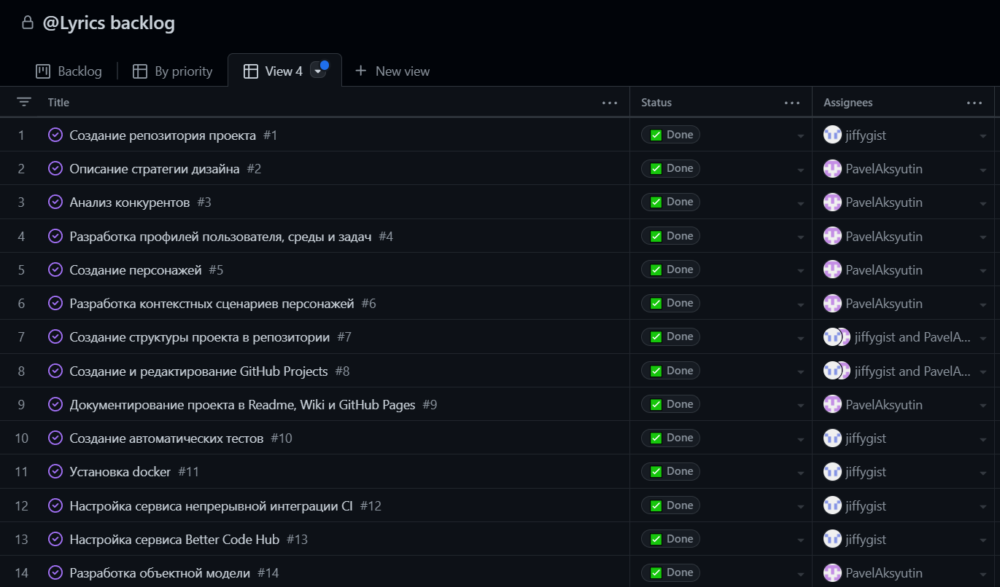 @Lyrics backlog
Backlog By priority View 4 New view
Title Status Assignees
1 Создание репозитория проекта #1 Done jiffygist
2 Описание стратегии дизайна #2 Done PavelAksyutin
3 Анализ конкурентов #3 Done PavelAksyutin
4 Разработка профилей пользователя, среды и задач #4 Done PavelAksyutin
5 Создание персонажей #5 Done PavelAksyutin
6 Разработка контекстных сценариев персонажей #6 Done PavelAksyutin
7 Создание структуры проекта в репозитории #7 Done jiffygist and PavelA...
8 Создание и редактирование GitHub Projects #8 Done jiffygist and PavelA...
9 Документирование проекта в Readme, Wiki и GitHub Pages #9 Done PavelAksyutin
10 Создание автоматических тестов #10 Done jiffygist
11 Установка docker #11 Done jiffygist
12 Настройка сервиса непрерывной интеграции CI #12 Done jiffygist
13 Настройка сервиса Better Code Hub #13 Done jiffygist
14 Разработка объектной модели #14 Done PavelAksyutin